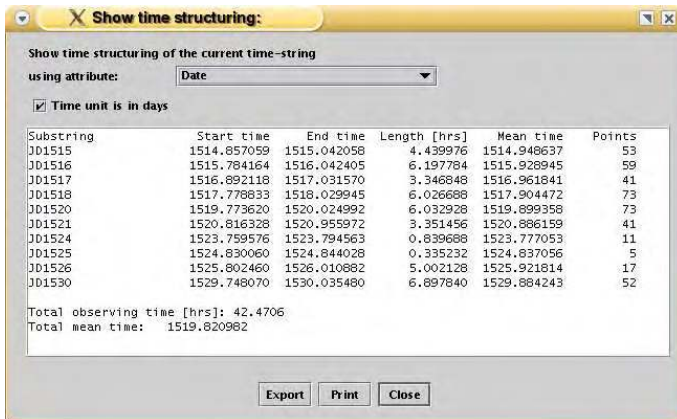 Show time structuring:
Show time structuring of the current time-string
using attribute: Date
Time unit is in days
Substring Start time End time Length [hrs] Mean time Points
JD1515 1514.857059 1515.042058 4.439976 1514.948637 53
JD1516 1515.784164 1516.042405 6.197784 1515.928945 59
JD1517 1516.892118 1517.031570 3.346848 1516.961841 41
JD1518 1517.778833 1518.029945 6.026688 1517.904472 73
JD1520 1519.773620 1520.024992 6.032928 1519.899358 73
JD1521 1520.816328 1520.955972 3.351456 1520.886159 41
JD1524 1523.759576 1523.794563 0.839688 1523.777053 11
JD1525 1524.830060 1524.844028 0.335232 1524.837056 5
JD1526 1525.802460 1526.010882 5.002128 1525.921814 17
JD1530 1529.748070 1530.035480 6.897840 1529.884243 52
Total observing time [hrs]: 42.4706
Total mean time: 1519.820982
Export Print Close